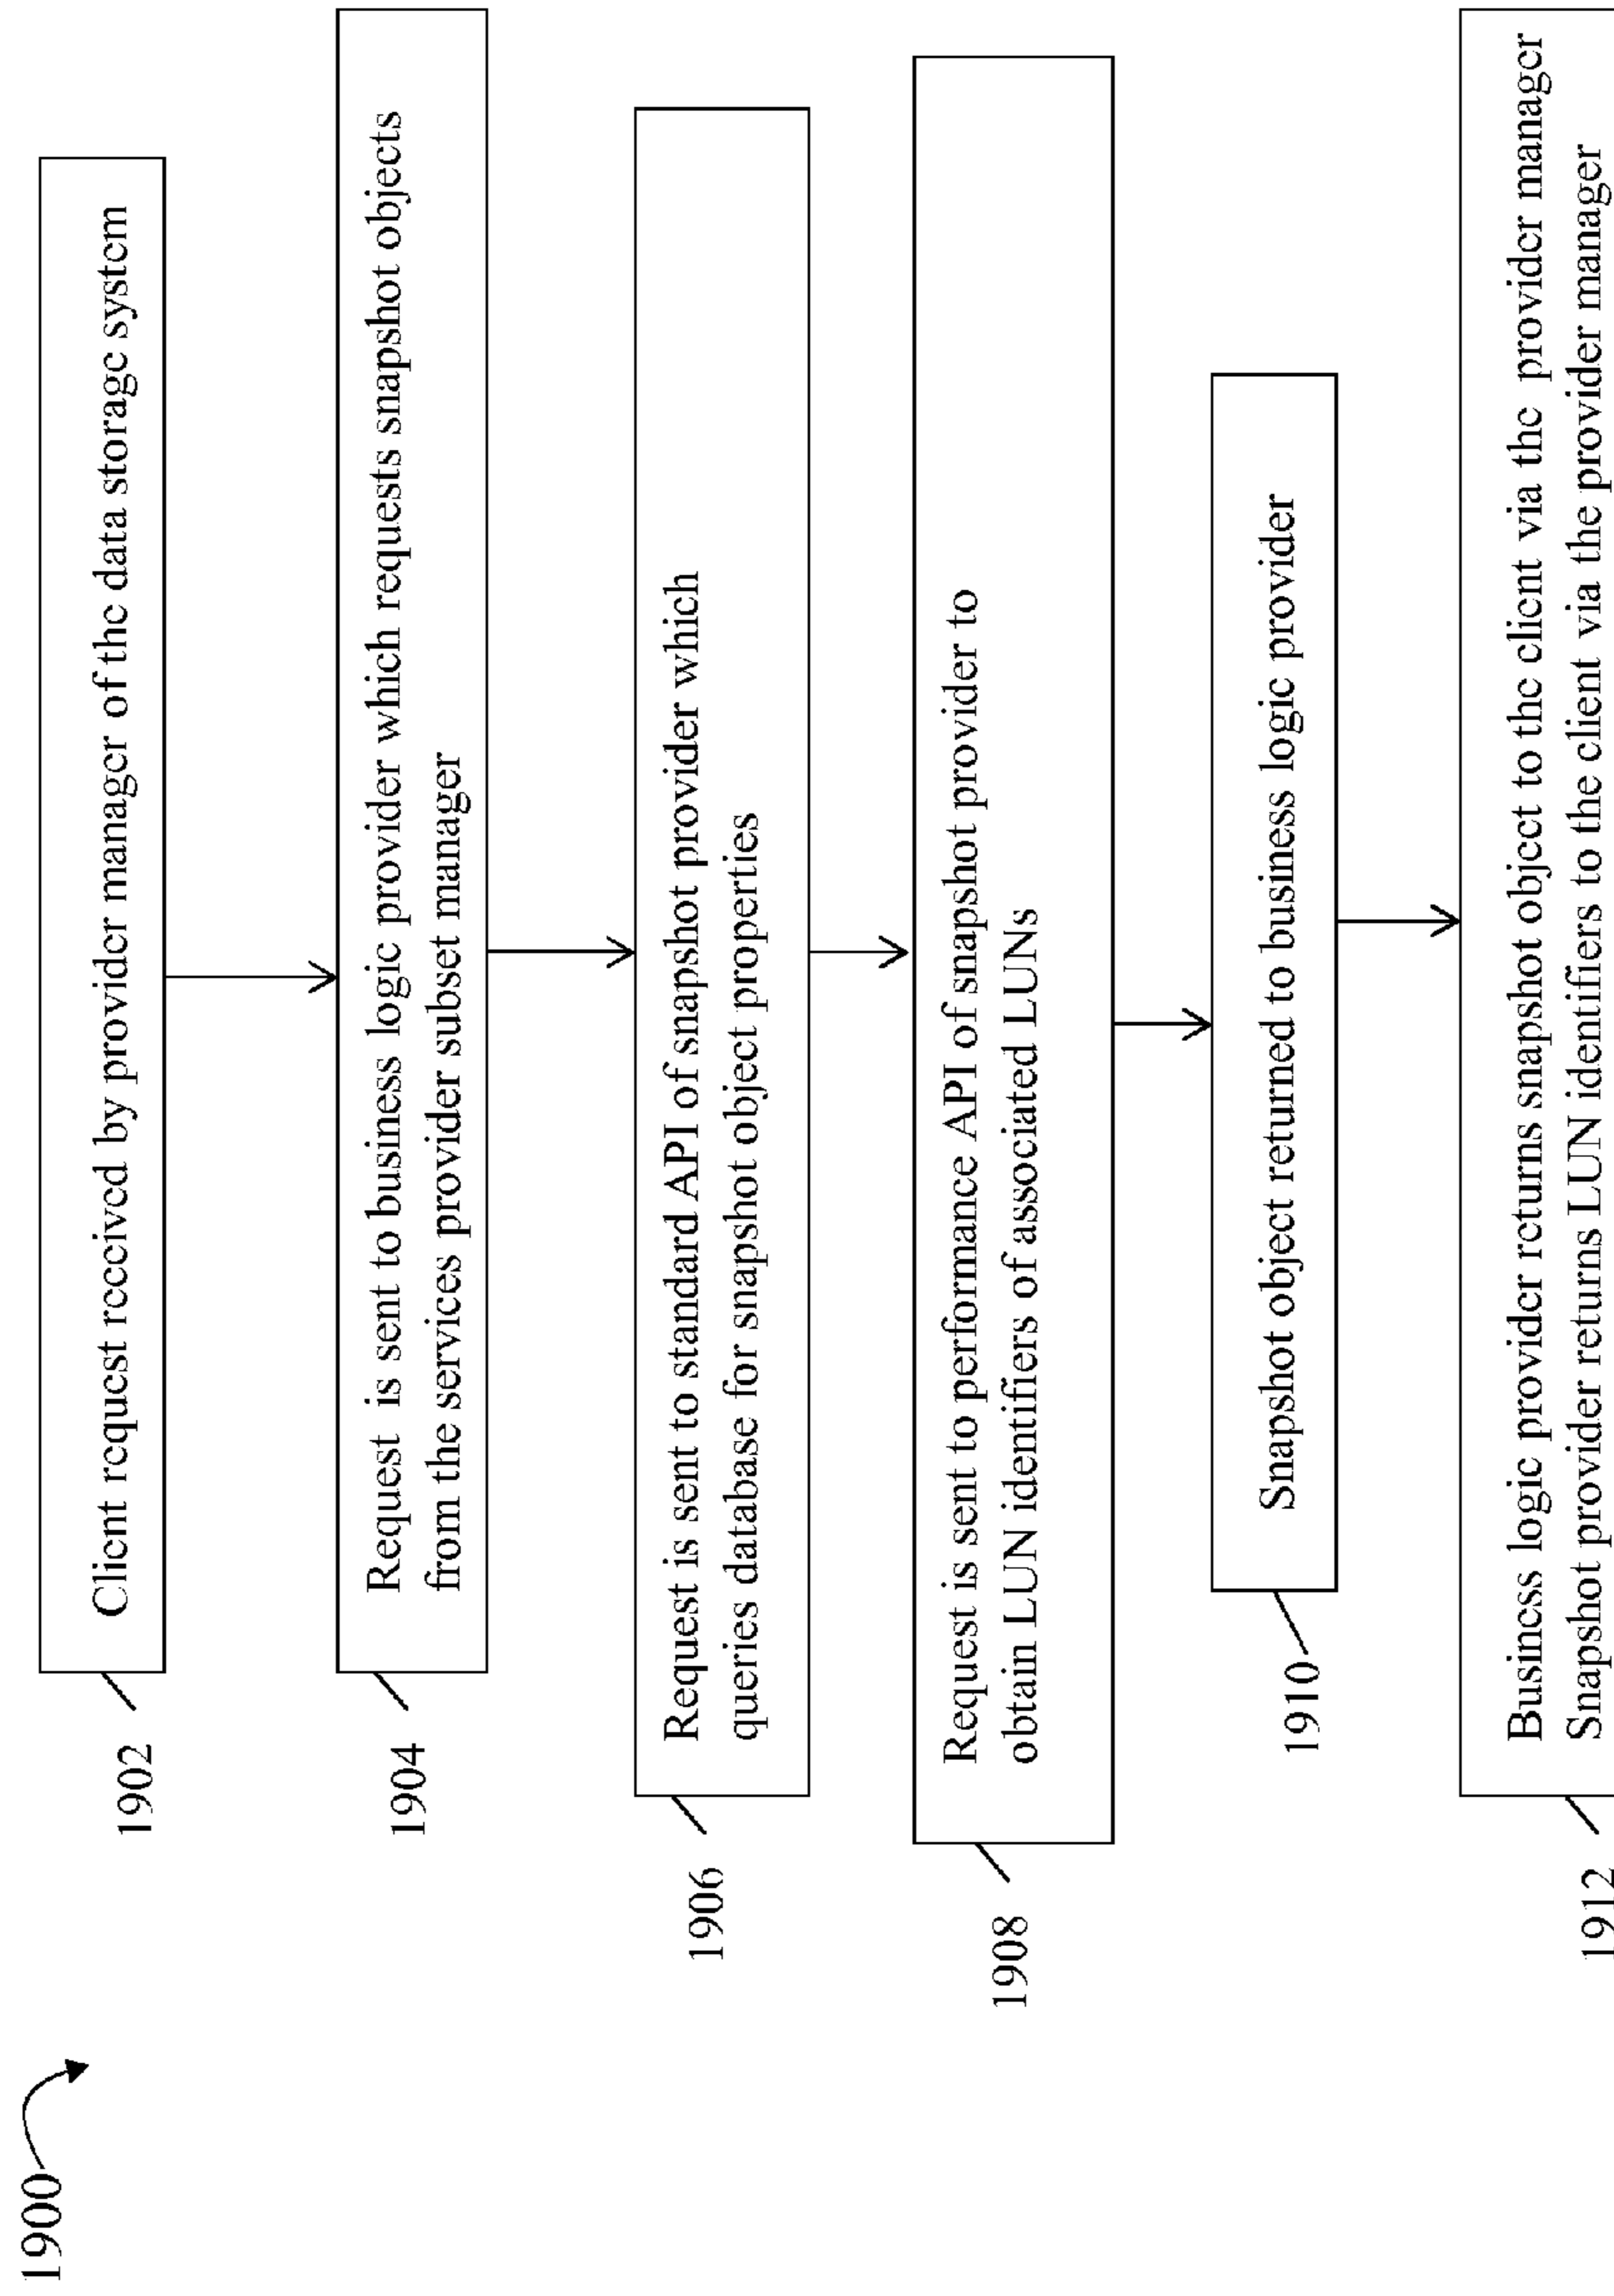 1900
1902
Client request received by provider manager of the data storage system
1904
Request is sent to business logic provider which requests snapshot objects
from the services provider subset manager
1906
Request is sent to standard API of snapshot provider which
queries database for snapshot object properties
1908
Request is sent to performance API of snapshot provider to
obtain LUN identifiers of associated LUNs
1910
Snapshot object returned to business logic provider
1912
Business logic provider returns snapshot object to the client via the provider manager
Snapshot provider returns LUN identifiers to the client via the provider manager